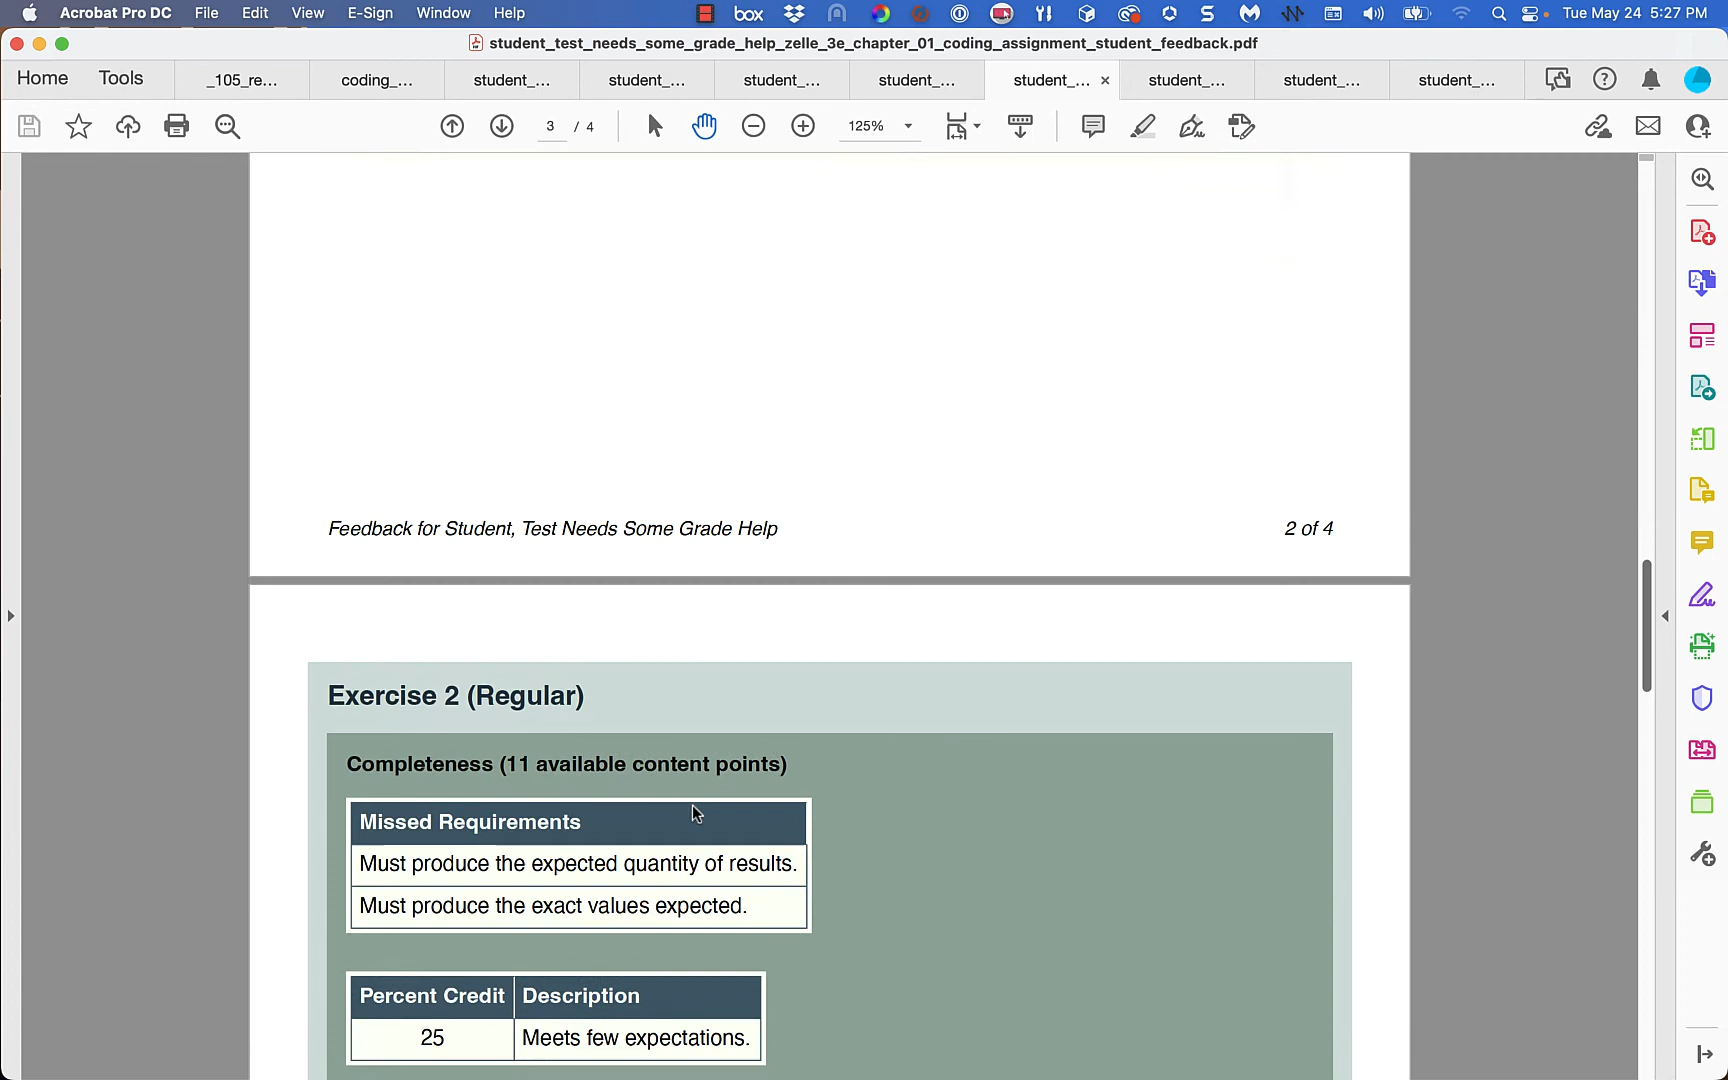 Acrobat Pro DC File Edit View E-Sign Window Help box Tue May 24 5:27 PM
student_test_needs_some_grade_help_zelle_3e_chapter_01_coding_assignment_student_feedback.pdf
Home Tools _105_re... coding_... student_... student_... student_... student_... student_... × student_... student_... student_...
3 / 4 125%
Feedback for Student, Test Needs Some Grade Help 2 of 4
Exercise 2 (Regular)
Completeness (11 available content points)
Missed Requirements
Must produce the expected quantity of results.
Must produce the exact values expected.
Percent Credit Description
25 Meets few expectations.